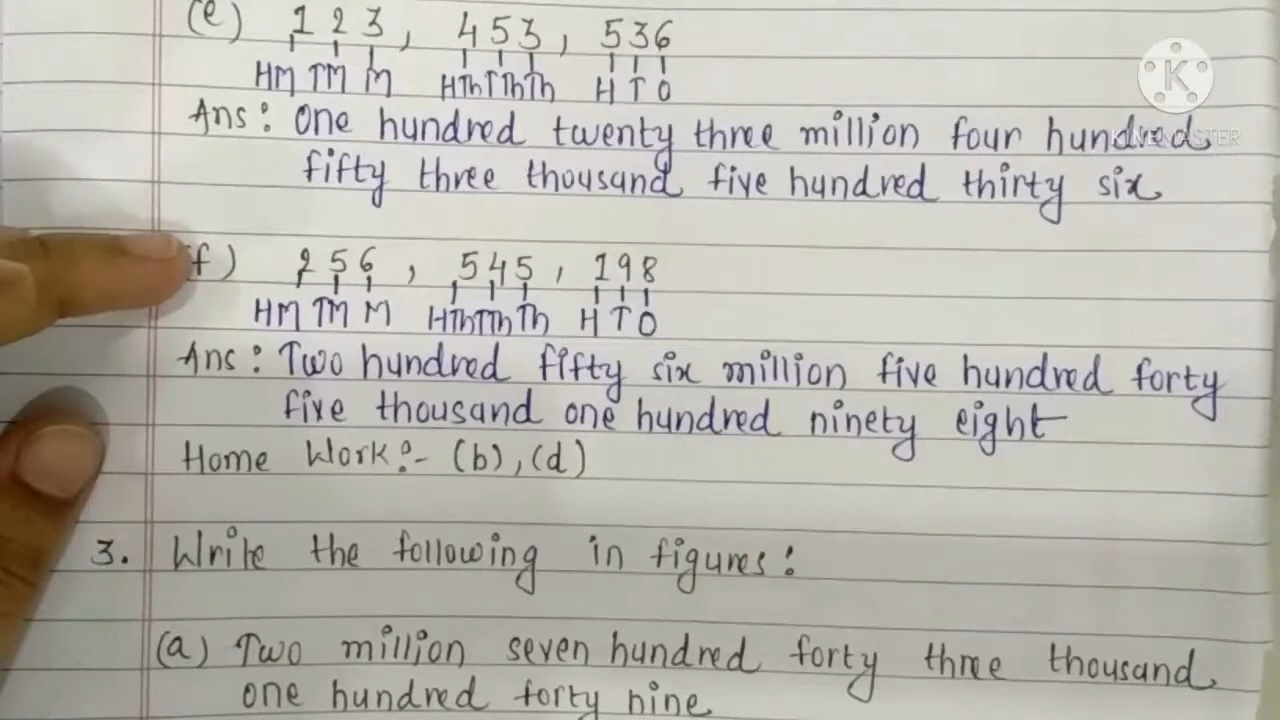 (e) 123, 453, 536
HM TM M HTh TTh Th H T O
Ans: One hundred twenty three million four hundred
fifty three thousand five hundred thirty six
f) 256, 545, 198
HM TM M HTh TTh Th H T O
Ans: Two hundred fifty six million five hundred forty
five thousand one hundred ninety eight
Home Work:- (b), (d)
3. Write the following in figures:
(a) Two million seven hundred forty three thousand
one hundred forty nine
K
KINEMASTER